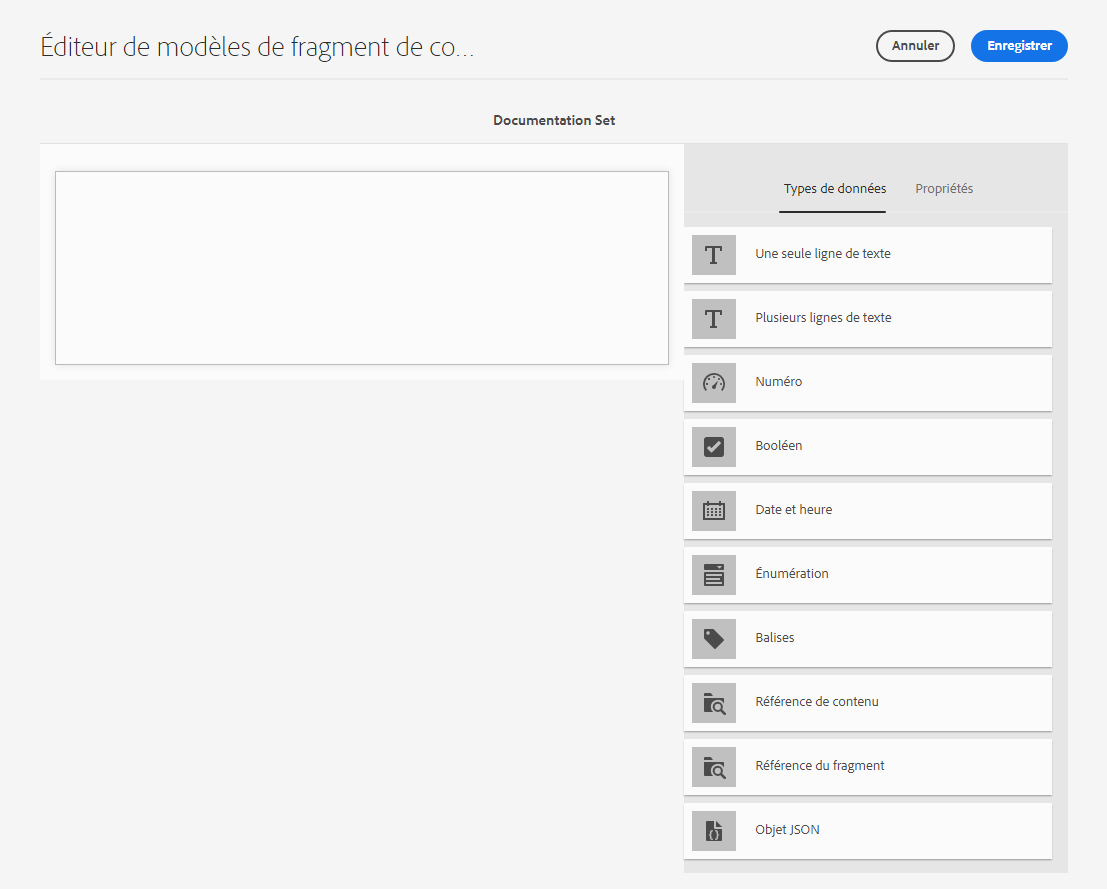 Éditeur de modèles de fragment de co…
Annuler
Enregistrer
Documentation Set
Types de données
Propriétés
Une seule ligne de texte
Plusieurs lignes de texte
Numéro
Booléen
Date et heure
Énumération
Balises
Référence de contenu
Référence du fragment
Objet JSON